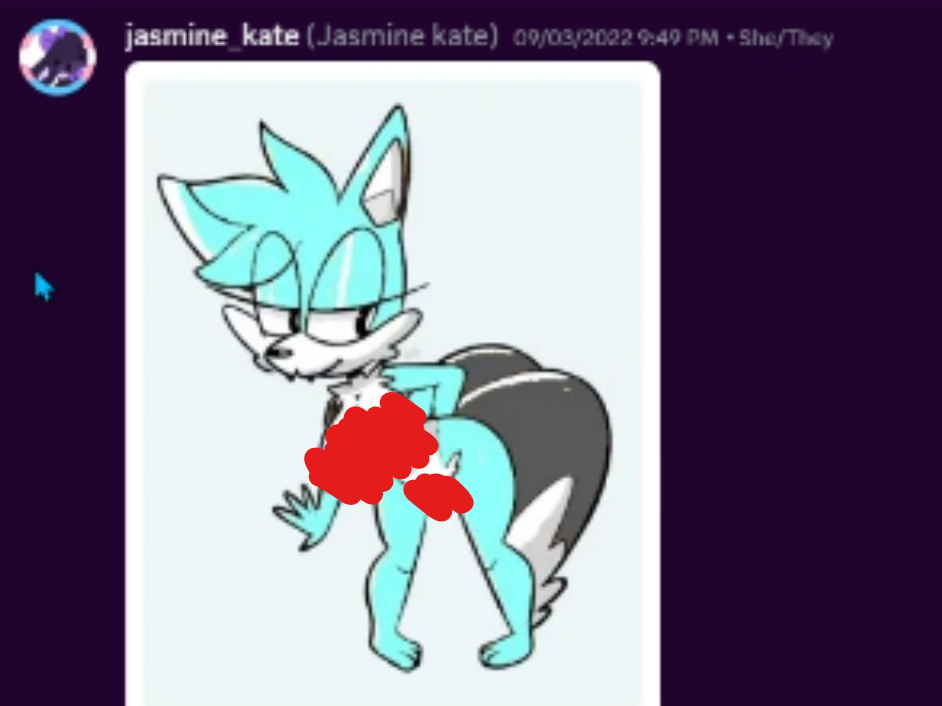 jasmine_kate (Jasmine kate) 09/03/2022 9:49 PM • She/They